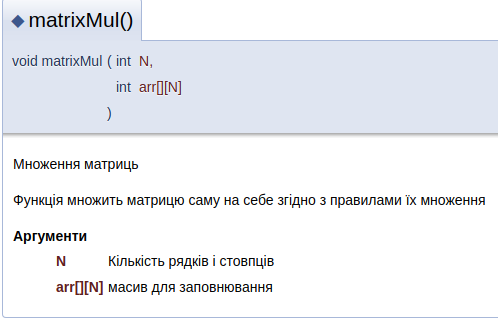 ◆ matrixMul()
void matrixMul ( int N,
int arr[][N]
)
Множення матриць
Функція множить матрицю саму на себе згідно з правилами їх множення
Аргументи
N Кількість рядків і стовпців
arr[][N] масив для заповнювання